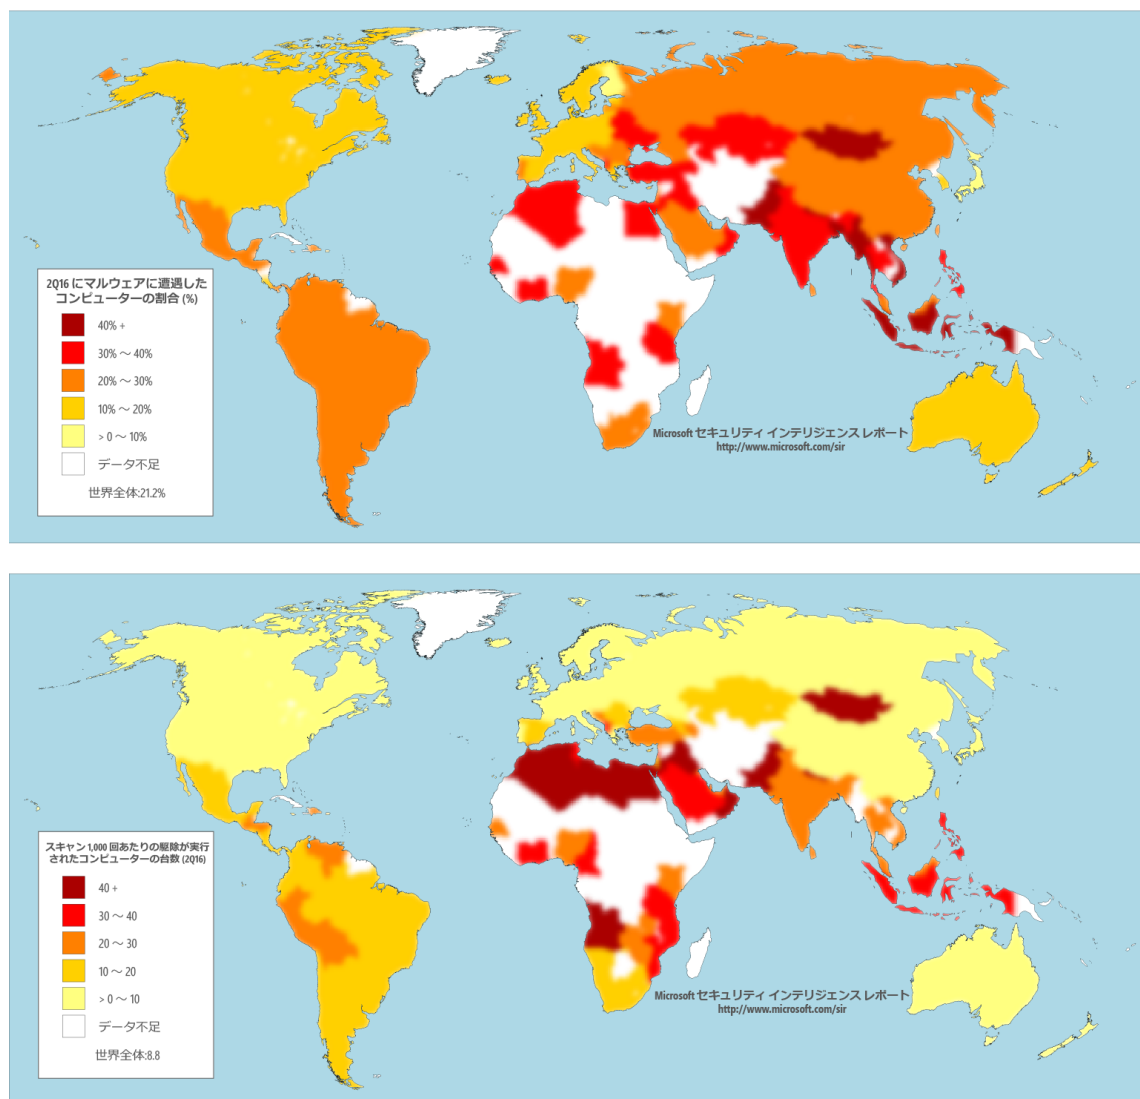 2Q16 にマルウェアに遭遇した
コンピューターの割合 (%)
40% +
30% ～ 40%
20% ～ 30%
10% ～ 20%
> 0 ～ 10%
データ不足
世界全体:21.2%
Microsoft セキュリティ インテリジェンス レポート
http://www.microsoft.com/sir
スキャン 1,000 回あたりの駆除が実行
されたコンピューターの台数 (2Q16)
40 +
30 ～ 40
20 ～ 30
10 ～ 20
> 0 ～ 10
データ不足
世界全体:8.8
Microsoft セキュリティ インテリジェンス レポート
http://www.microsoft.com/sir